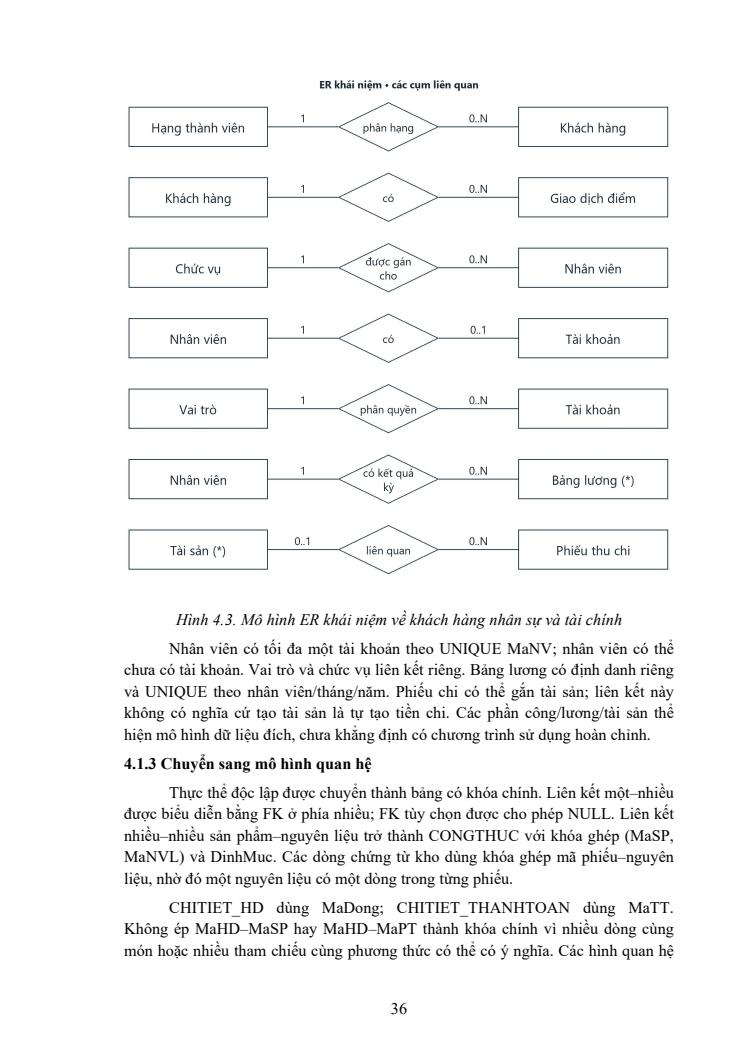 ER khái niệm • các cụm liên quan
Hạng thành viên 1 phân hạng 0..N Khách hàng
Khách hàng 1 có 0..N Giao dịch điểm
Chức vụ 1 được gán cho 0..N Nhân viên
Nhân viên 1 có 0..1 Tài khoản
Vai trò 1 phân quyền 0..N Tài khoản
Nhân viên 1 có kết quả kỳ 0..N Bảng lương (*)
Tài sản (*) 0..1 liên quan 0..N Phiếu thu chi
Hình 4.3. Mô hình ER khái niệm về khách hàng nhân sự và tài chính
Nhân viên có tối đa một tài khoản theo UNIQUE MaNV; nhân viên có thể
chưa có tài khoản. Vai trò và chức vụ liên kết riêng. Bảng lương có định danh riêng
và UNIQUE theo nhân viên/tháng/năm. Phiếu chi có thể gắn tài sản; liên kết này
không có nghĩa cứ tạo tài sản là tự tạo tiền chi. Các phần công/lương/tài sản thể
hiện mô hình dữ liệu đích, chưa khẳng định có chương trình sử dụng hoàn chỉnh.
4.1.3 Chuyển sang mô hình quan hệ
Thực thể độc lập được chuyển thành bảng có khóa chính. Liên kết một–nhiều
được biểu diễn bằng FK ở phía nhiều; FK tùy chọn được cho phép NULL. Liên kết
nhiều–nhiều sản phẩm–nguyên liệu trở thành CONGTHUC với khóa ghép (MaSP,
MaNVL) và DinhMuc. Các dòng chứng từ kho dùng khóa ghép mã phiếu–nguyên
liệu, nhờ đó một nguyên liệu có một dòng trong từng phiếu.
CHITIET_HD dùng MaDong; CHITIET_THANHTOAN dùng MaTT.
Không ép MaHD–MaSP hay MaHD–MaPT thành khóa chính vì nhiều dòng cùng
món hoặc nhiều tham chiếu cùng phương thức có thể có ý nghĩa. Các hình quan hệ
36